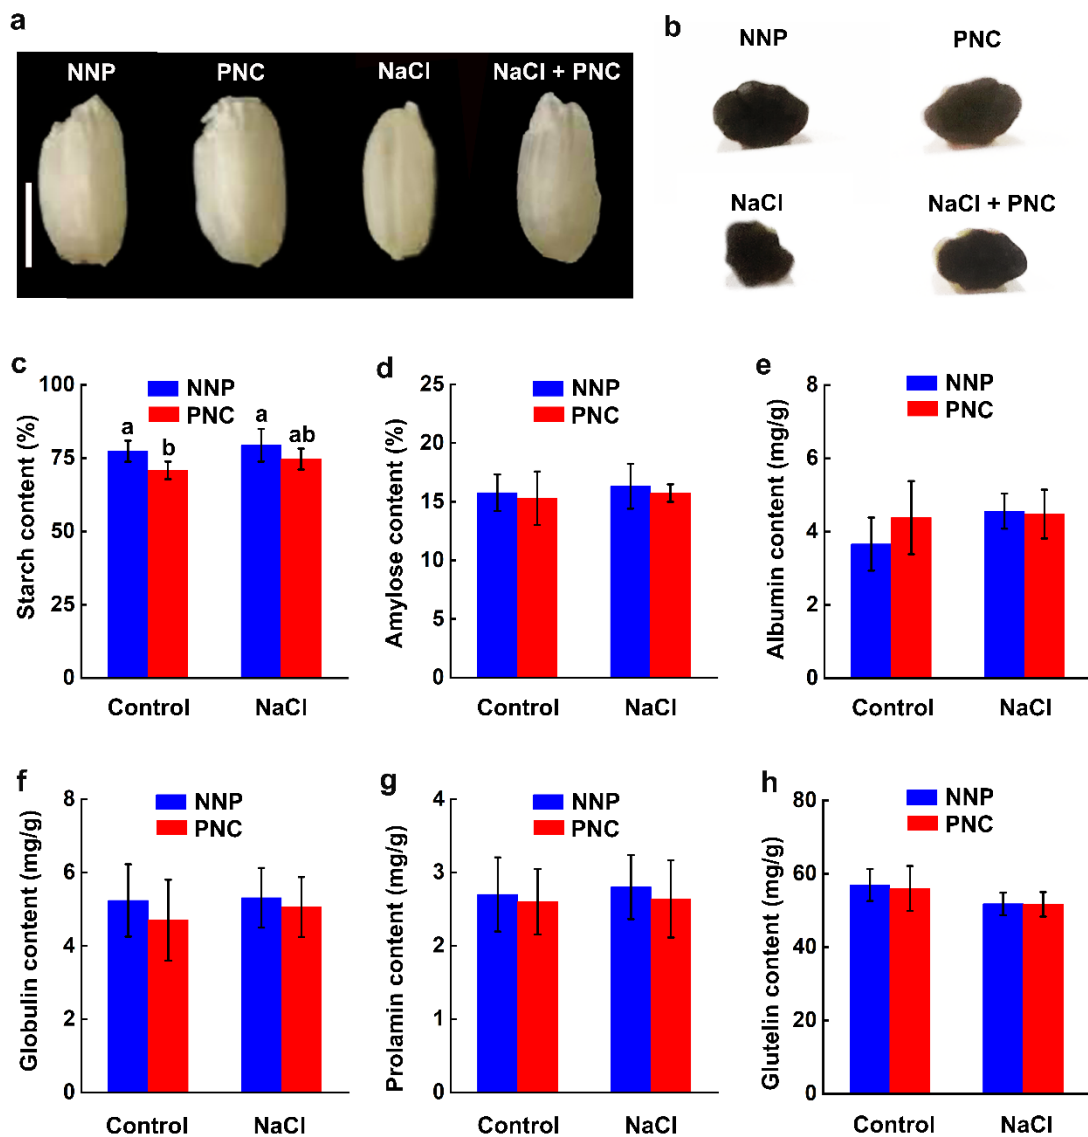 a
NNP PNC NaCl NaCl + PNC
b
NNP PNC
NaCl NaCl + PNC
c
Starch content (%)
100
75
50
25
0
NNP
PNC
a b a ab
Control NaCl
d
Amylose content (%)
25
20
15
10
5
0
NNP
PNC
Control NaCl
e
Albumin content (mg/g)
8
6
4
2
0
NNP
PNC
Control NaCl
f
Globulin content (mg/g)
8
6
4
2
0
NNP
PNC
Control NaCl
g
Prolamin content (mg/g)
4
3
2
1
0
NNP
PNC
Control NaCl
h
Glutelin content (mg/g)
80
60
40
20
0
NNP
PNC
Control NaCl